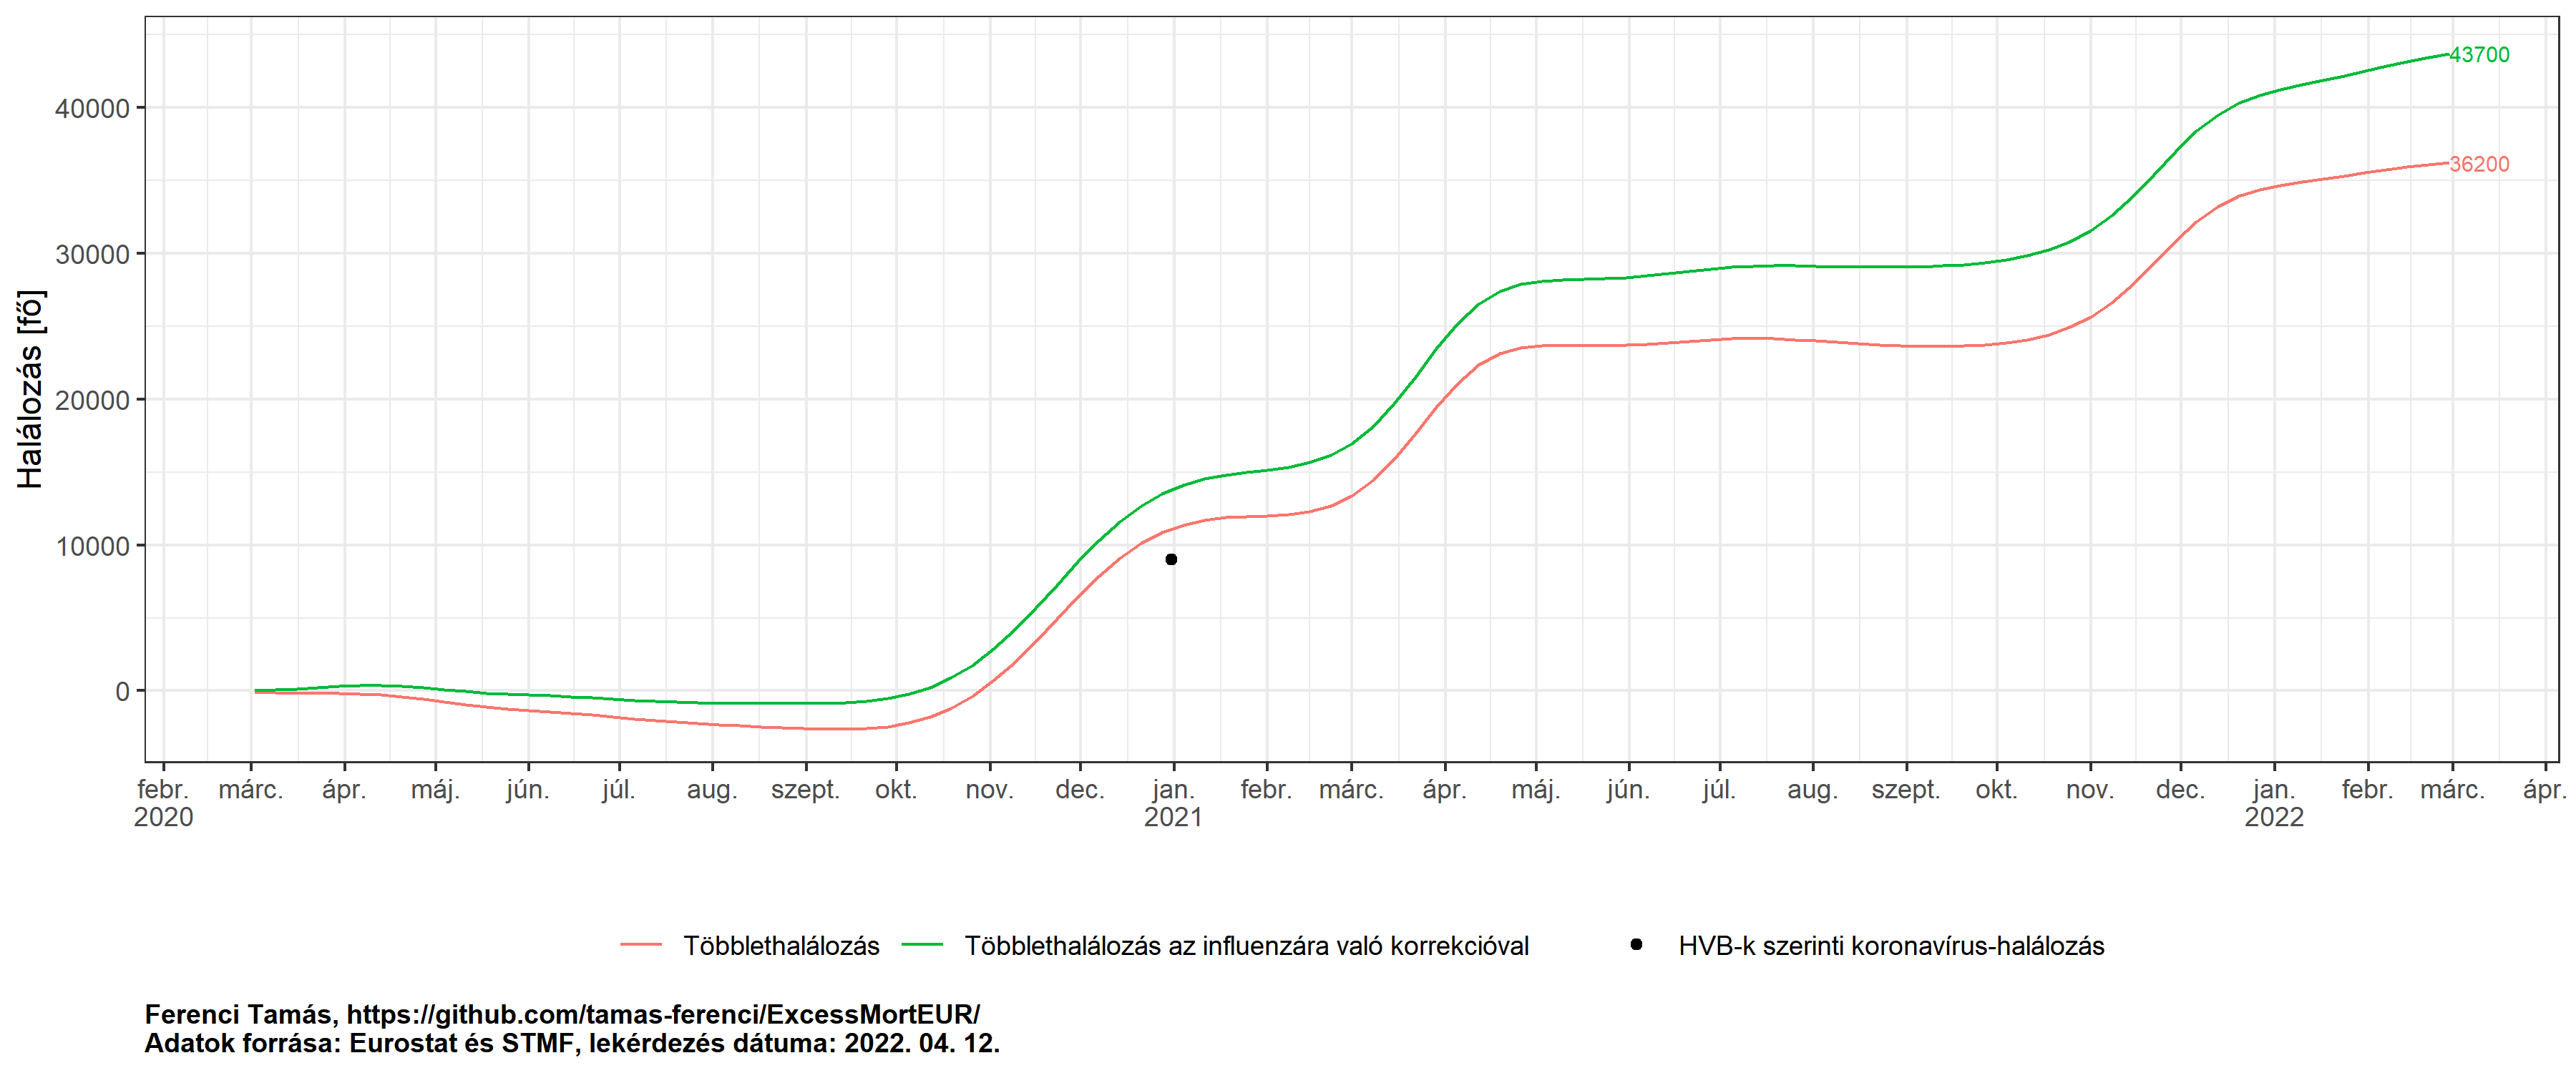 43700
36200
40000
30000
20000
10000
0
Halálozás [fő]
febr. márc. ápr. máj. jún. júl. aug. szept. okt. nov. dec. jan. febr. márc. ápr. máj. jún. júl. aug. szept. okt. nov. dec. jan. febr. márc. ápr.
2020 2021 2022
Többlethalálozás Többlethalálozás az influenzára való korrekcióval HVB-k szerinti koronavírus-halálozás
Ferenci Tamás, https://github.com/tamas-ferenci/ExcessMortEUR/
Adatok forrása: Eurostat és STMF, lekérdezés dátuma: 2022. 04. 12.